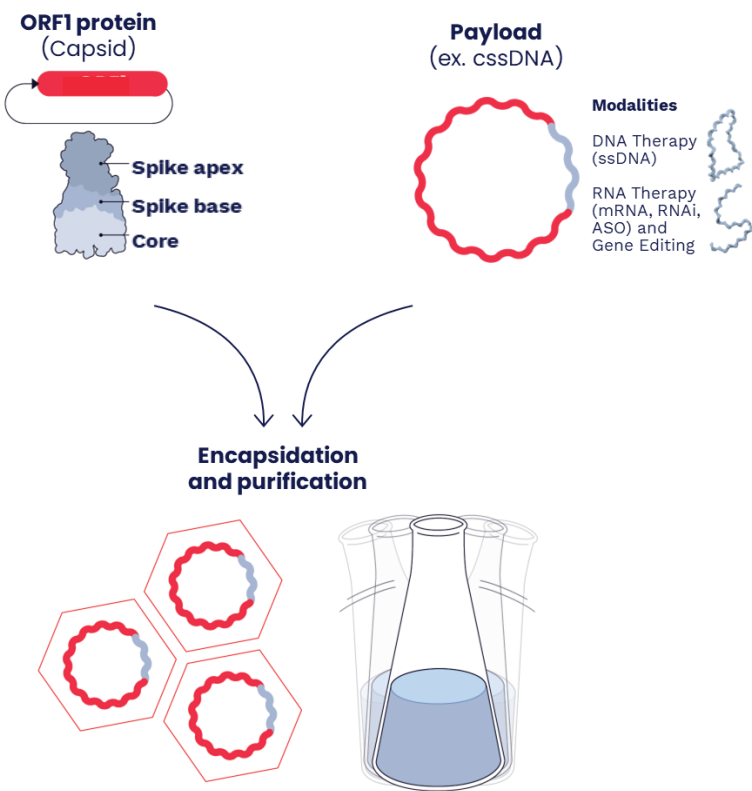 ORF1 protein
(Capsid)
Spike apex
Spike base
Core
Payload
(ex. cssDNA)
Modalities
DNA Therapy
(ssDNA)
RNA Therapy
(mRNA, RNAi,
ASO) and
Gene Editing
Encapsidation
and purification